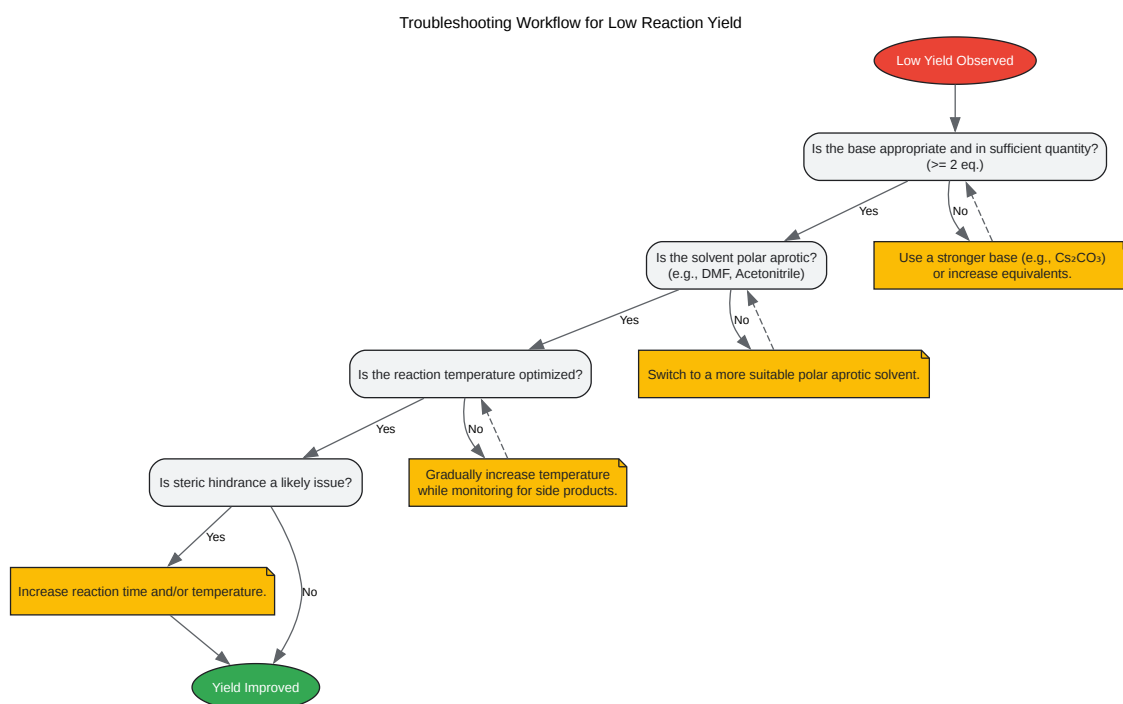 Troubleshooting Workflow for Low Reaction Yield
Low Yield Observed
Is the base appropriate and in sufficient quantity?
(>= 2 eq.)
Yes
No
Is the solvent polar aprotic?
(e.g., DMF, Acetonitrile)
Use a stronger base (e.g., Cs₂CO₃)
or increase equivalents.
Yes
No
Is the reaction temperature optimized?
Switch to a more suitable polar aprotic solvent.
Yes
No
Is steric hindrance a likely issue?
Gradually increase temperature
while monitoring for side products.
Yes
No
Increase reaction time and/or temperature.
Yield Improved